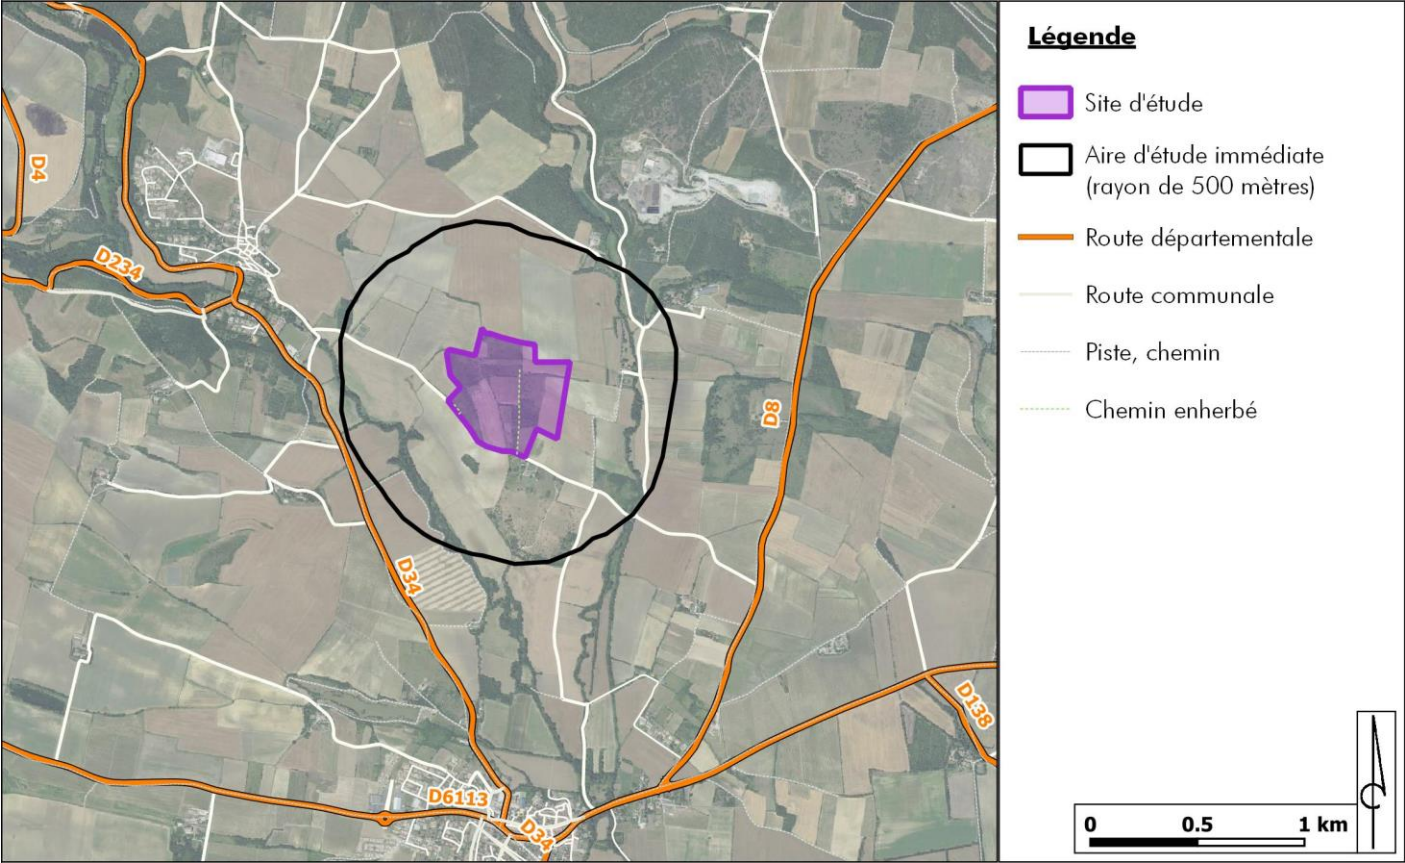 Légende
Site d'étude
Aire d'étude immédiate
(rayon de 500 mètres)
Route départementale
Route communale
Piste, chemin
Chemin enherbé
D4
D234
D8
D34
D138
D6113
D34
0 0.5 1 km